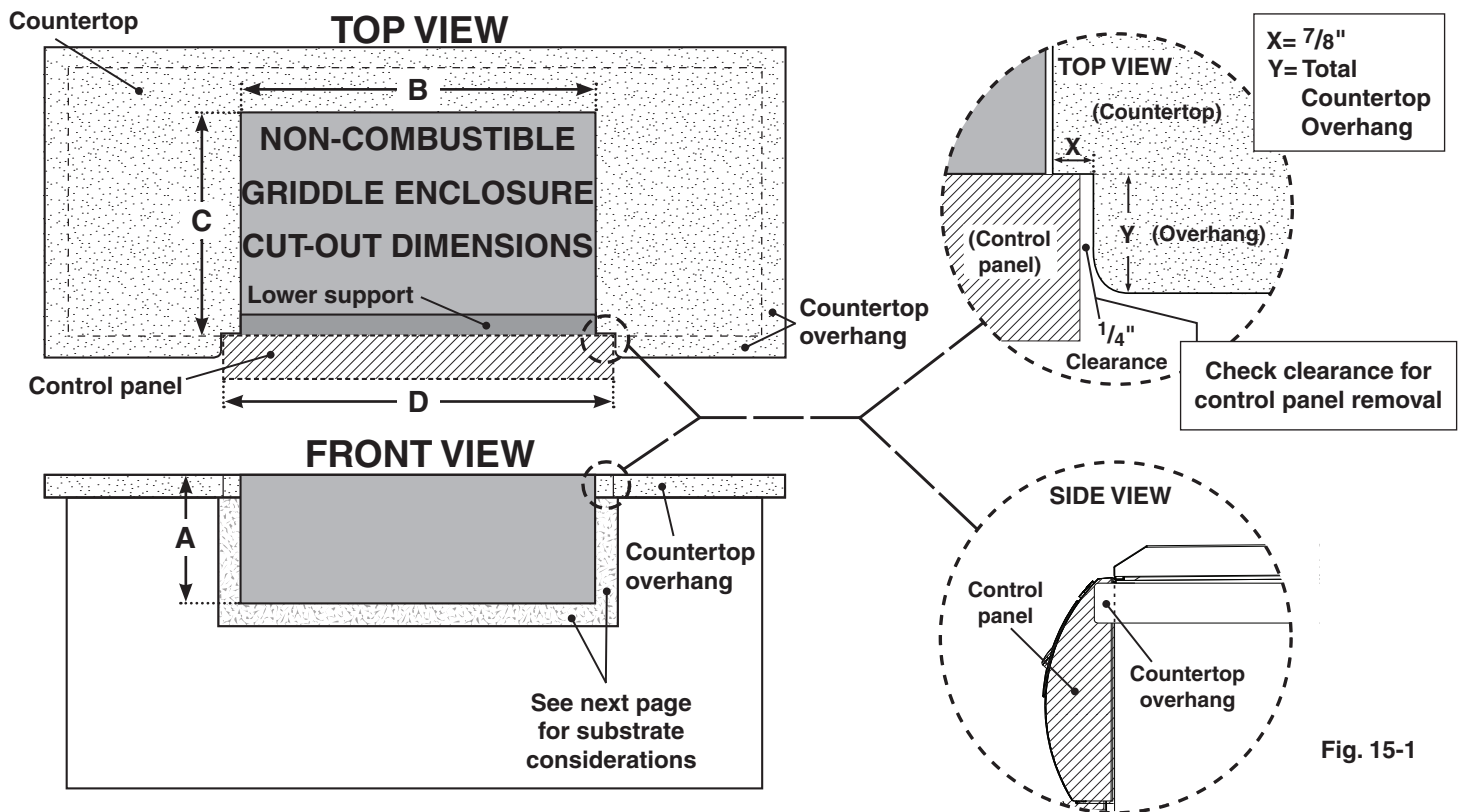 Countertop
TOP VIEW
B
NON-COMBUSTIBLE
GRIDDLE ENCLOSURE
CUT-OUT DIMENSIONS
C
Lower support
Countertop
overhang
Control panel
D
FRONT VIEW
A
Countertop
overhang
See next page
for substrate
considerations
TOP VIEW
(Countertop)
X
(Control
panel)
Y
(Overhang)
1/4"
Clearance
X= 7/8"
Y= Total
Countertop
Overhang
Check clearance for
control panel removal
SIDE VIEW
Control
panel
Countertop
overhang
Fig. 15-1